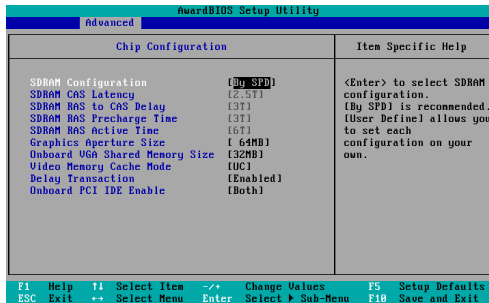 AwardBIOS Setup Utility
Advanced
Chip Configuration
Item Specific Help
SDRAM Configuration [By SPD]
SDRAM CAS Latency [2.5T]
SDRAM RAS to CAS Delay [3T]
SDRAM RAS Precharge Time [3T]
SDRAM RAS Active Time [6T]
Graphics Aperture Size [ 64MB]
Onboard VGA Shared Memory Size [32MB]
Video Memory Cache Mode [UC]
Delay Transaction [Enabled]
Onboard PCI IDE Enable [Both]
<Enter> to select SDRAM
configuration.
[By SPD] is recommended.
[User Define] allows you
to set each
configuration on your
own.
F1 Help ↑↓ Select Item -/+ Change Values F5 Setup Defaults
ESC Exit ↔ Select Menu Enter Select ▶ Sub-Menu F10 Save and Exit